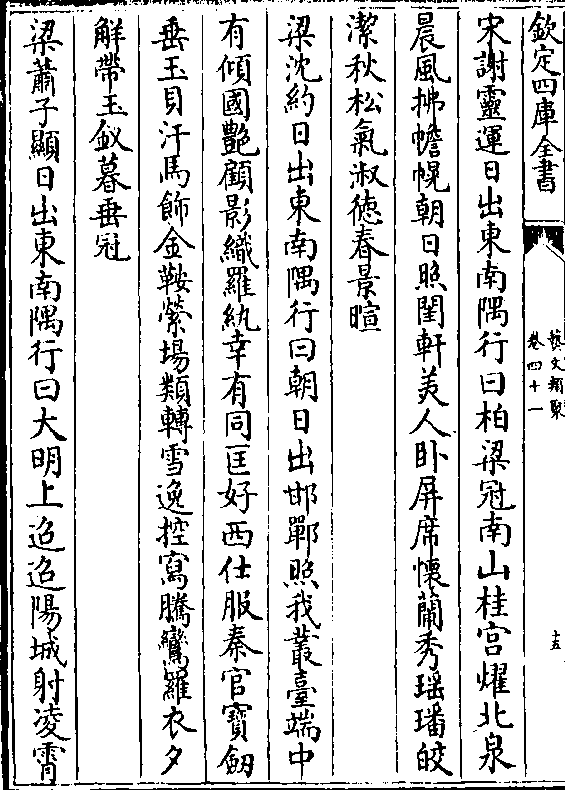 欽定四庫全書
藝文類聚
卷四十一
十五
宋謝靈運日出東南隅行曰柏梁冠南山桂宮燿北泉
晨風拂幨幌朝日照閨軒美人卧屏席懷蘭秀瑶璠皎
潔秋松氣淑徳春景暄
梁沈約日出東南隅行曰朝日出邯鄲照我叢臺端中
有傾國艷顧影織羅紈幸有同匡好西仕服秦官寶劒
垂玉貝汗馬飾金鞍縈場類轉雪逸控寫騰鸞羅衣夕
解帶玉釵暮垂冠
梁蕭子顯日出東南隅行曰大明上迢迢陽城射凌霄